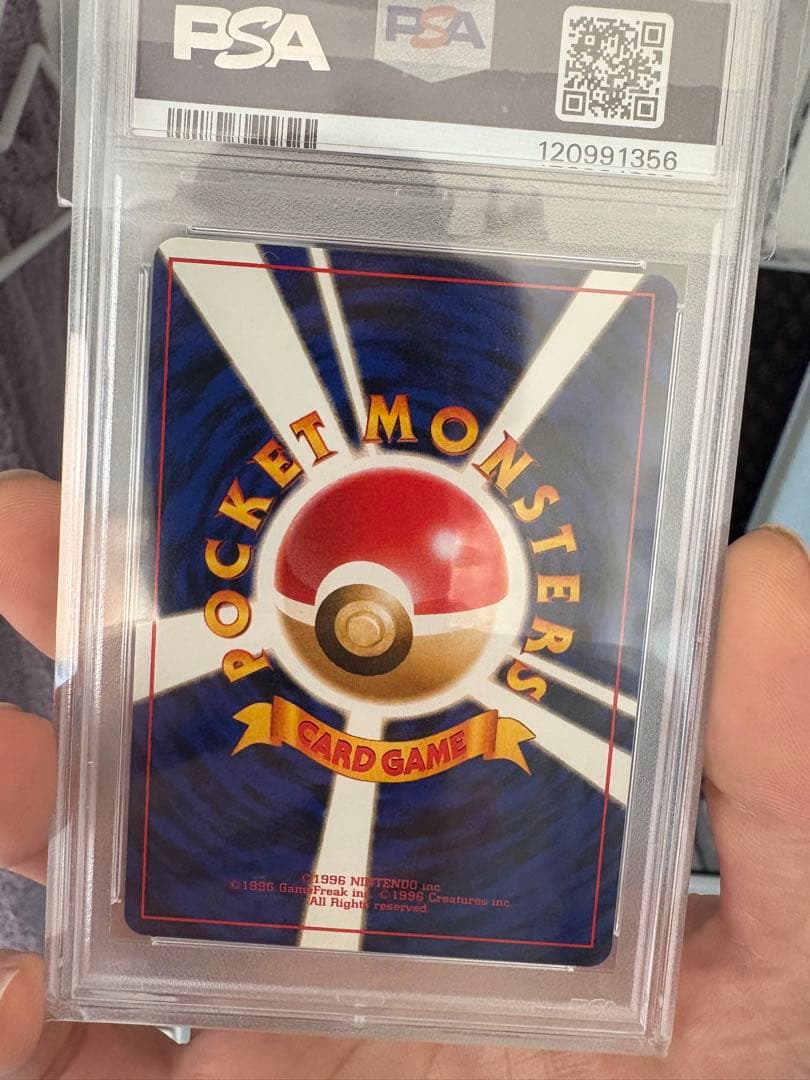 PSA
PSA
120991356
POCKET MONSTERS
CARD GAME
©1996 NINTENDO inc.
©1996 GameFreak inc. ©1996 Creatures inc.
All Rights reserved.
PSA